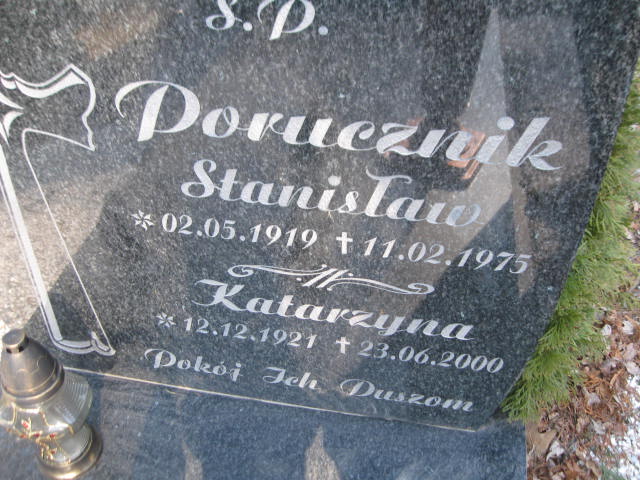 Ś.P.
Porucznik
Stanisław
* 02.05.1919 † 11.02.1975
Katarzyna
* 12.12.1921 † 23.06.2000
Pokój Ich Duszom